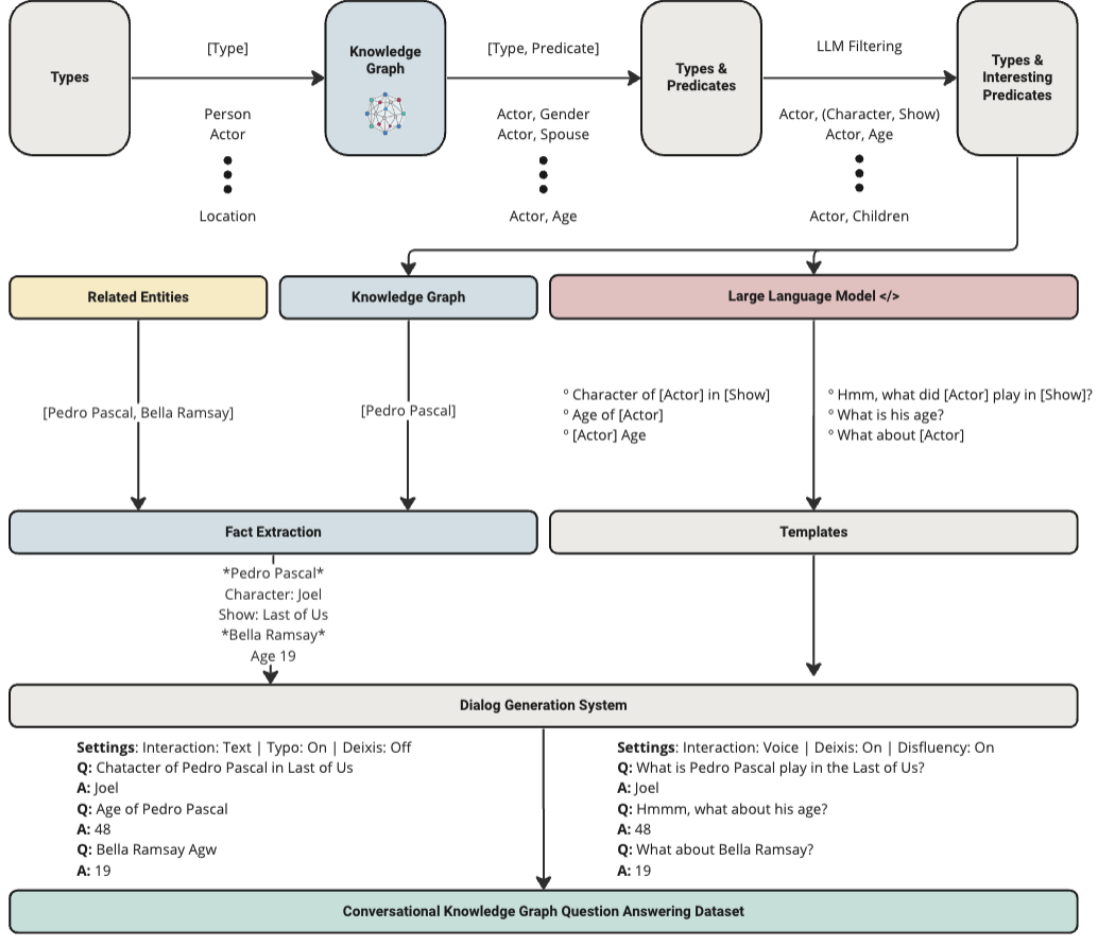 Types
[Type]
Person
Actor
Location
Knowledge
Graph
[Type, Predicate]
Actor, Gender
Actor, Spouse
Actor, Age
Types &
Predicates
LLM Filtering
Actor, (Character, Show)
Actor, Age
Actor, Children
Types &
Interesting
Predicates
Related Entities
Knowledge Graph
Large Language Model </>
[Pedro Pascal, Bella Ramsay]
[Pedro Pascal]
º Character of [Actor] in [Show]
º Age of [Actor]
º [Actor] Age
º Hmm, what did [Actor] play in [Show]?
º What is his age?
º What about [Actor]
Fact Extraction
Templates
*Pedro Pascal*
Character: Joel
Show: Last of Us
*Bella Ramsay*
Age 19
Dialog Generation System
Settings: Interaction: Text | Typo: On | Deixis: Off
Q: Chatacter of Pedro Pascal in Last of Us
A: Joel
Q: Age of Pedro Pascal
A: 48
Q: Bella Ramsay Agw
A: 19
Settings: Interaction: Voice | Deixis: On | Disfluency: On
Q: What is Pedro Pascal play in the Last of Us?
A: Joel
Q: Hmmm, what about his age?
A: 48
Q: What about Bella Ramsay?
A: 19
Conversational Knowledge Graph Question Answering Dataset